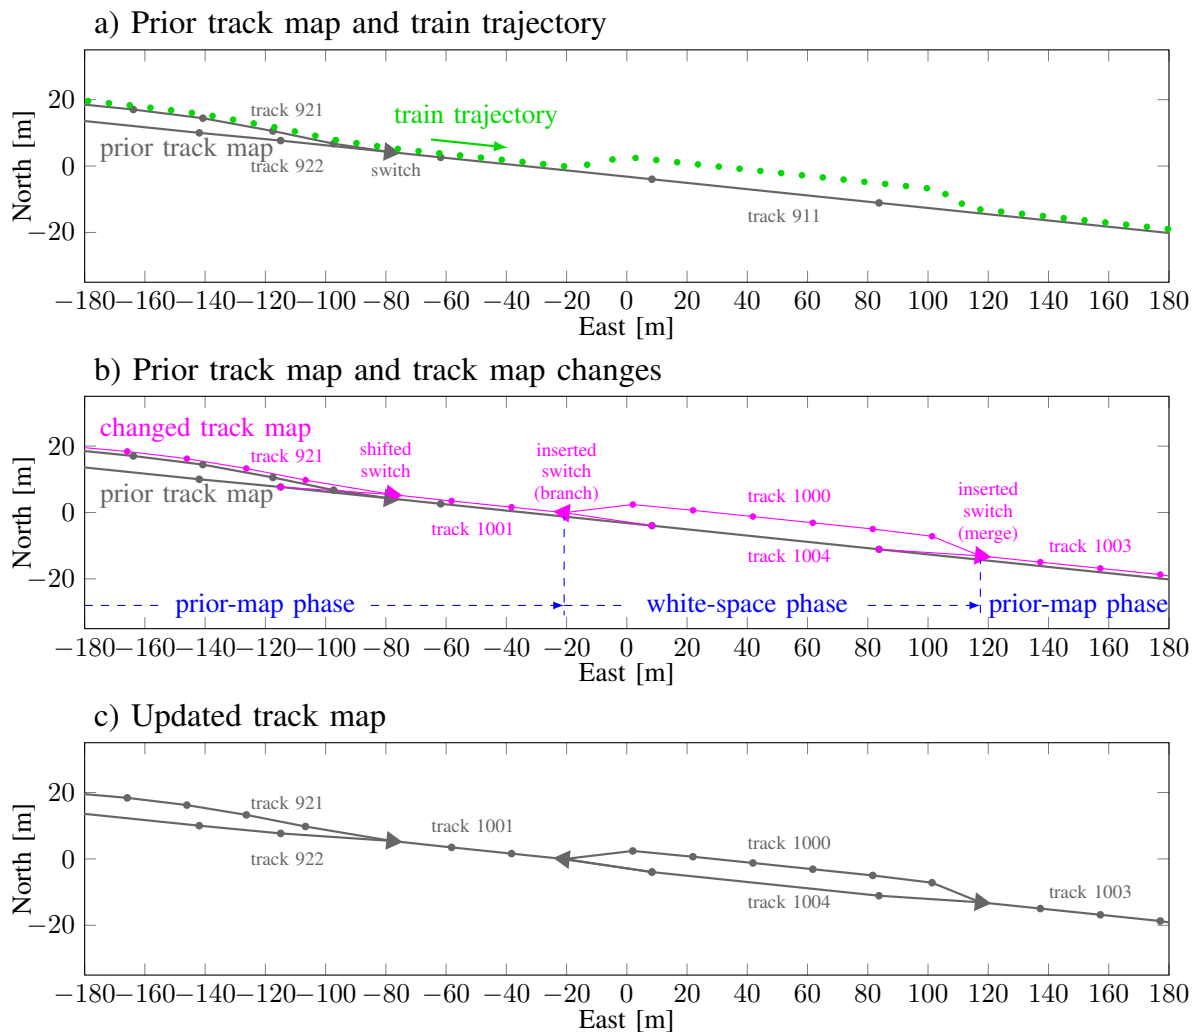 a) Prior track map and train trajectory
20
0
−20
North [m]
track 921
train trajectory
prior track map
track 922
switch
track 911
−180 −160 −140 −120 −100 −80 −60 −40 −20 0 20 40 60 80 100 120 140 160 180
East [m]
b) Prior track map and track map changes
20
0
−20
North [m]
changed track map
track 921
shifted
switch
inserted
switch
(branch)
track 1000
inserted
switch
(merge)
prior track map
track 1001
track 1004
track 1003
prior-map phase
white-space phase
prior-map phase
−180 −160 −140 −120 −100 −80 −60 −40 −20 0 20 40 60 80 100 120 140 160 180
East [m]
c) Updated track map
20
0
−20
North [m]
track 921
track 922
track 1001
track 1000
track 1004
track 1003
−180 −160 −140 −120 −100 −80 −60 −40 −20 0 20 40 60 80 100 120 140 160 180
East [m]